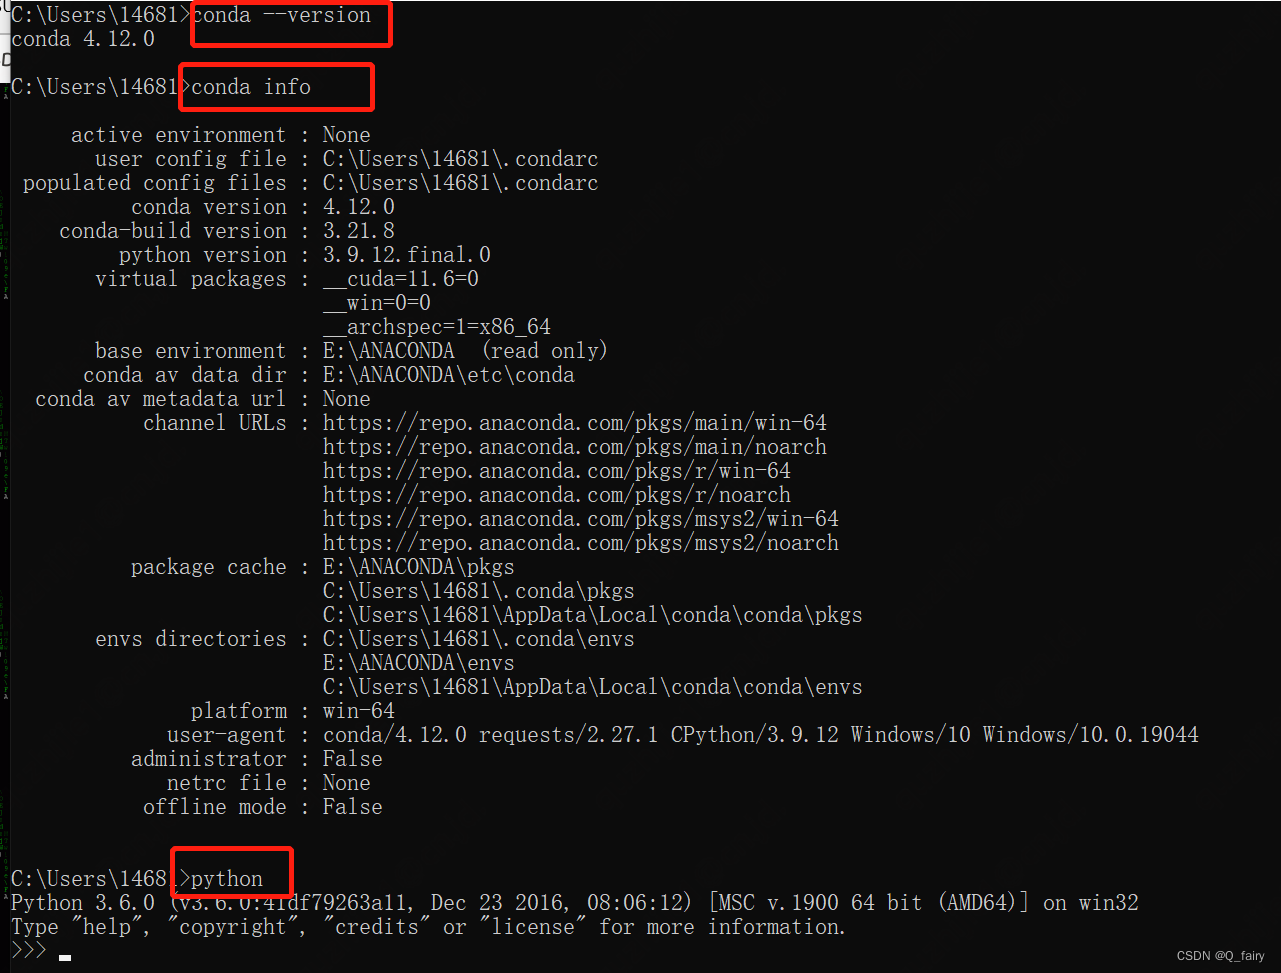 C:\Users\14681>conda --version
conda 4.12.0
C:\Users\14681>conda info
active environment : None
user config file : C:\Users\14681\.condarc
populated config files : C:\Users\14681\.condarc
conda version : 4.12.0
conda-build version : 3.21.8
python version : 3.9.12.final.0
virtual packages : __cuda=11.6=0
__win=0=0
__archspec=1=x86_64
base environment : E:\ANACONDA  (read only)
conda av data dir : E:\ANACONDA\etc\conda
conda av metadata url : None
channel URLs : https://repo.anaconda.com/pkgs/main/win-64
https://repo.anaconda.com/pkgs/main/noarch
https://repo.anaconda.com/pkgs/r/win-64
https://repo.anaconda.com/pkgs/r/noarch
https://repo.anaconda.com/pkgs/msys2/win-64
https://repo.anaconda.com/pkgs/msys2/noarch
package cache : E:\ANACONDA\pkgs
C:\Users\14681\.conda\pkgs
C:\Users\14681\AppData\Local\conda\conda\pkgs
envs directories : C:\Users\14681\.conda\envs
E:\ANACONDA\envs
C:\Users\14681\AppData\Local\conda\conda\envs
platform : win-64
user-agent : conda/4.12.0 requests/2.27.1 CPython/3.9.12 Windows/10 Windows/10.0.19044
administrator : False
netrc file : None
offline mode : False
C:\Users\14681>python
Python 3.6.0 (v3.6.0:41df79263a11, Dec 23 2016, 08:06:12) [MSC v.1900 64 bit (AMD64)] on win32
Type "help", "copyright", "credits" or "license" for more information.
>>>
CSDN @Q_fairy